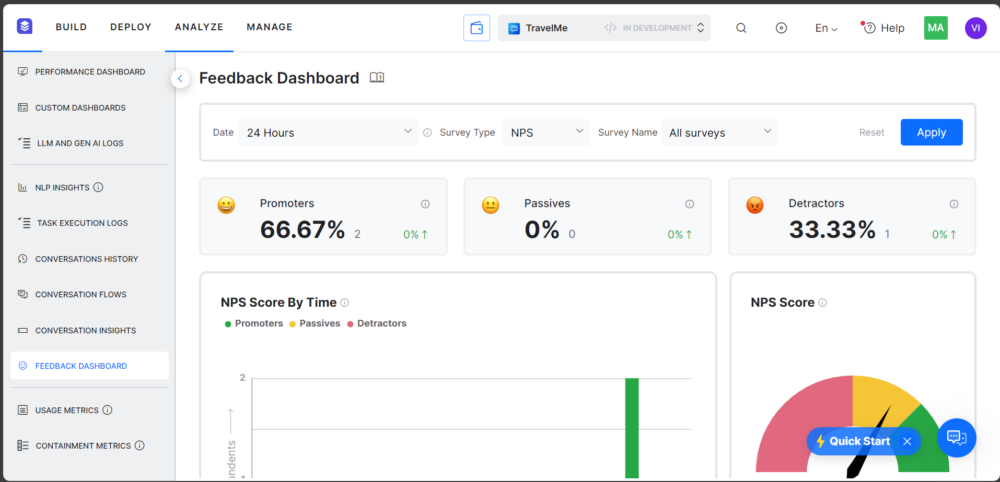 BUILD DEPLOY ANALYZE MANAGE TravelMe </> IN DEVELOPMENT En Help MA VI
PERFORMANCE DASHBOARD
CUSTOM DASHBOARDS
LLM AND GEN AI LOGS
NLP INSIGHTS
TASK EXECUTION LOGS
CONVERSATIONS HISTORY
CONVERSATION FLOWS
CONVERSATION INSIGHTS
FEEDBACK DASHBOARD
USAGE METRICS
CONTAINMENT METRICS
Feedback Dashboard
Date 24 Hours Survey Type NPS Survey Name All surveys Reset Apply
Promoters
66.67% 2 0% ↑
Passives
0% 0 0% ↑
Detractors
33.33% 1 0% ↑
NPS Score By Time
Promoters Passives Detractors
2
NPS Score
Quick Start